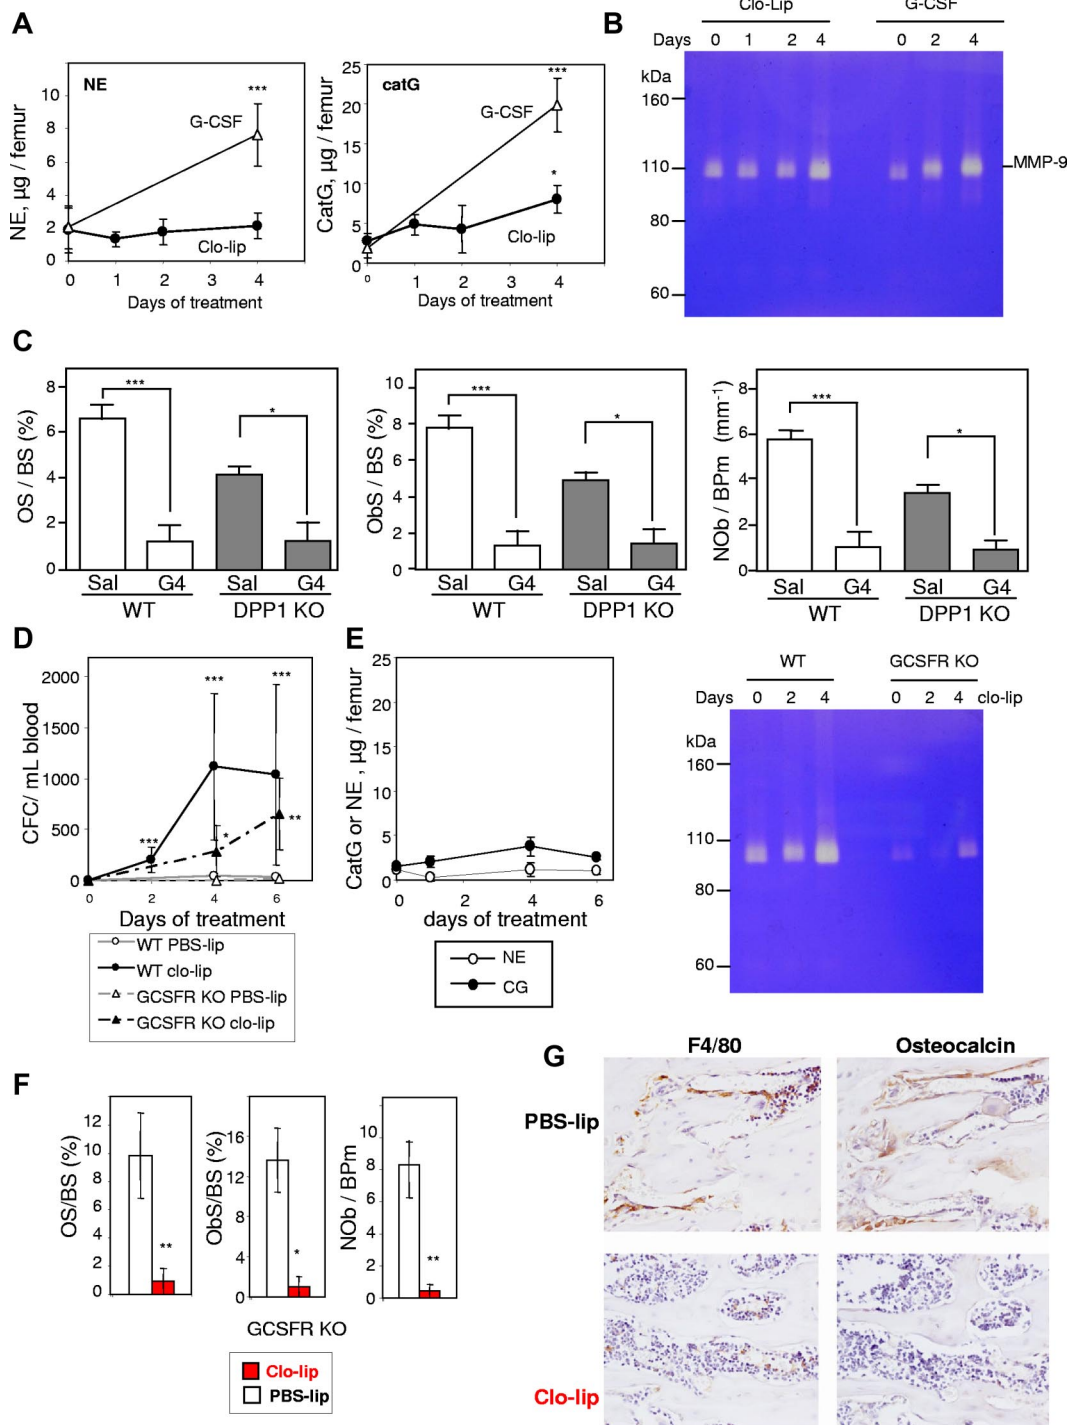 A
NE
G-CSF
Clo-lip
***
NE, µg / femur
10
8
6
4
2
0
0 1 2 3 4
Days of treatment
catG
G-CSF
Clo-lip
***
*
CatG, µg / femur
25
20
15
10
5
0
0 1 2 3 4
Days of treatment
B
Clo-Lip G-CSF
Days 0 1 2 4 0 2 4
kDa
160
110
MMP-9
80
60
C
OS / BS (%)
8
6
4
2
0
***
*
Sal G4 Sal G4
WT DPP1 KO
ObS / BS (%)
10
8
6
4
2
0
***
*
Sal G4 Sal G4
WT DPP1 KO
NOb / BPm (mm-1)
8
6
4
2
0
***
*
Sal G4 Sal G4
WT DPP1 KO
D
CFC/ mL blood
2000
1500
1000
500
0
***
***
***
*
**
0 2 4 6
Days of treatment
WT PBS-lip
WT clo-lip
GCSFR KO PBS-lip
GCSFR KO clo-lip
E
CatG or NE , µg / femur
25
20
15
10
5
0
0 2 4 6
days of treatment
NE
CG
WT GCSFR KO
Days 0 2 4 0 2 4 clo-lip
kDa
160
110
80
60
F
OS/BS (%)
12
10
8
6
4
2
0
**
ObS/BS (%)
16
12
8
4
0
*
NOb / BPm
10
8
6
4
2
0
**
GCSFR KO
Clo-lip
PBS-lip
G
F4/80 Osteocalcin
PBS-lip
Clo-lip